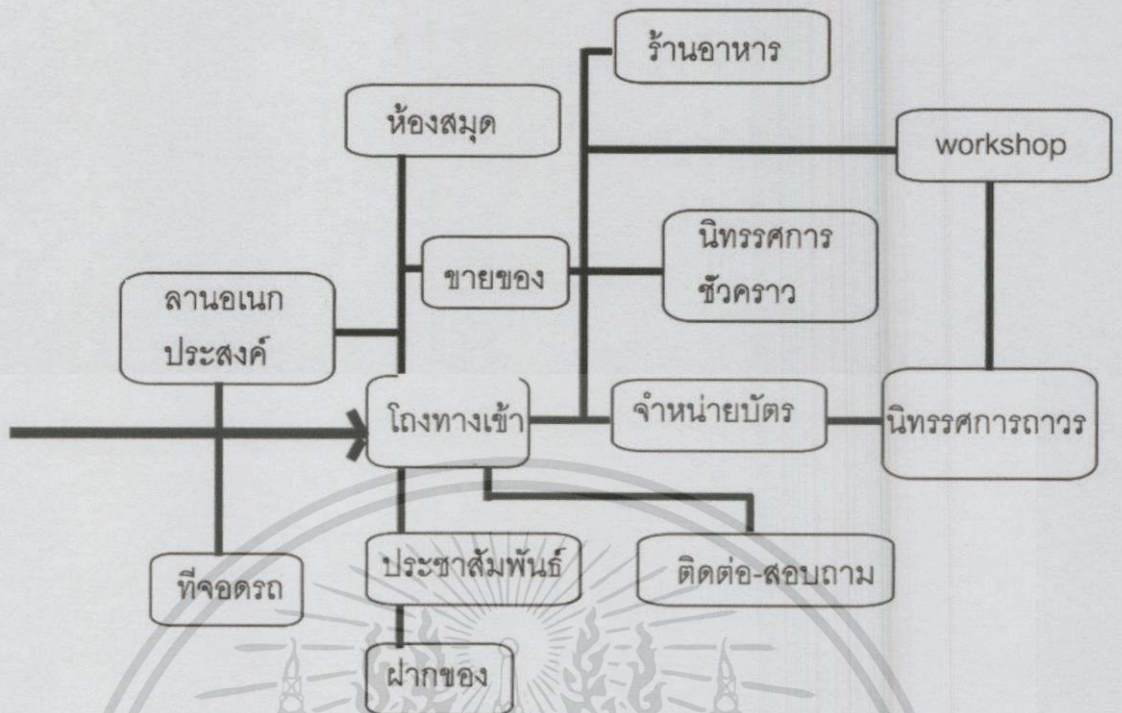 ร้านอาหาร
ห้องสมุด
workshop
นิทรรศการ
ชั่วคราว
ขายของ
ลานอเนก
ประสงค์
โถงทางเข้า
จำหน่ายบัตร
นิทรรศการถาวร
ประชาสัมพันธ์
ติดต่อ-สอบถาม
ที่จอดรถ
ฝากของ